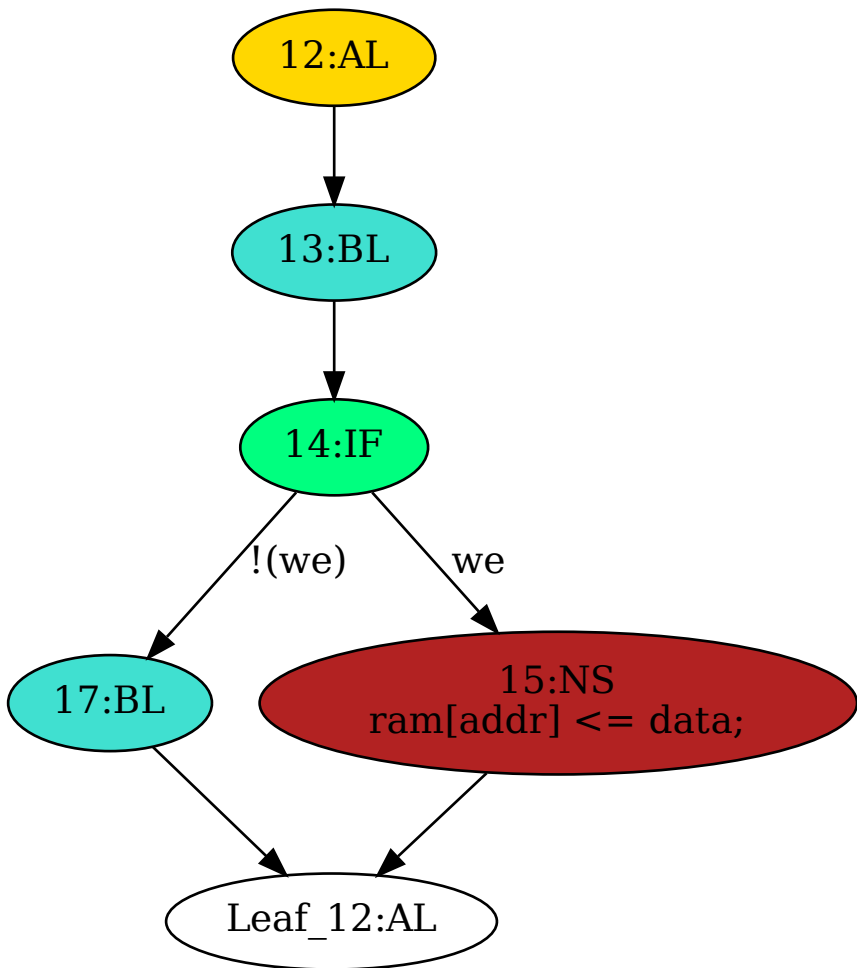 12:AL
13:BL
14:IF
!(we)
we
17:BL
15:NS
ram[addr] <= data;
Leaf_12:AL